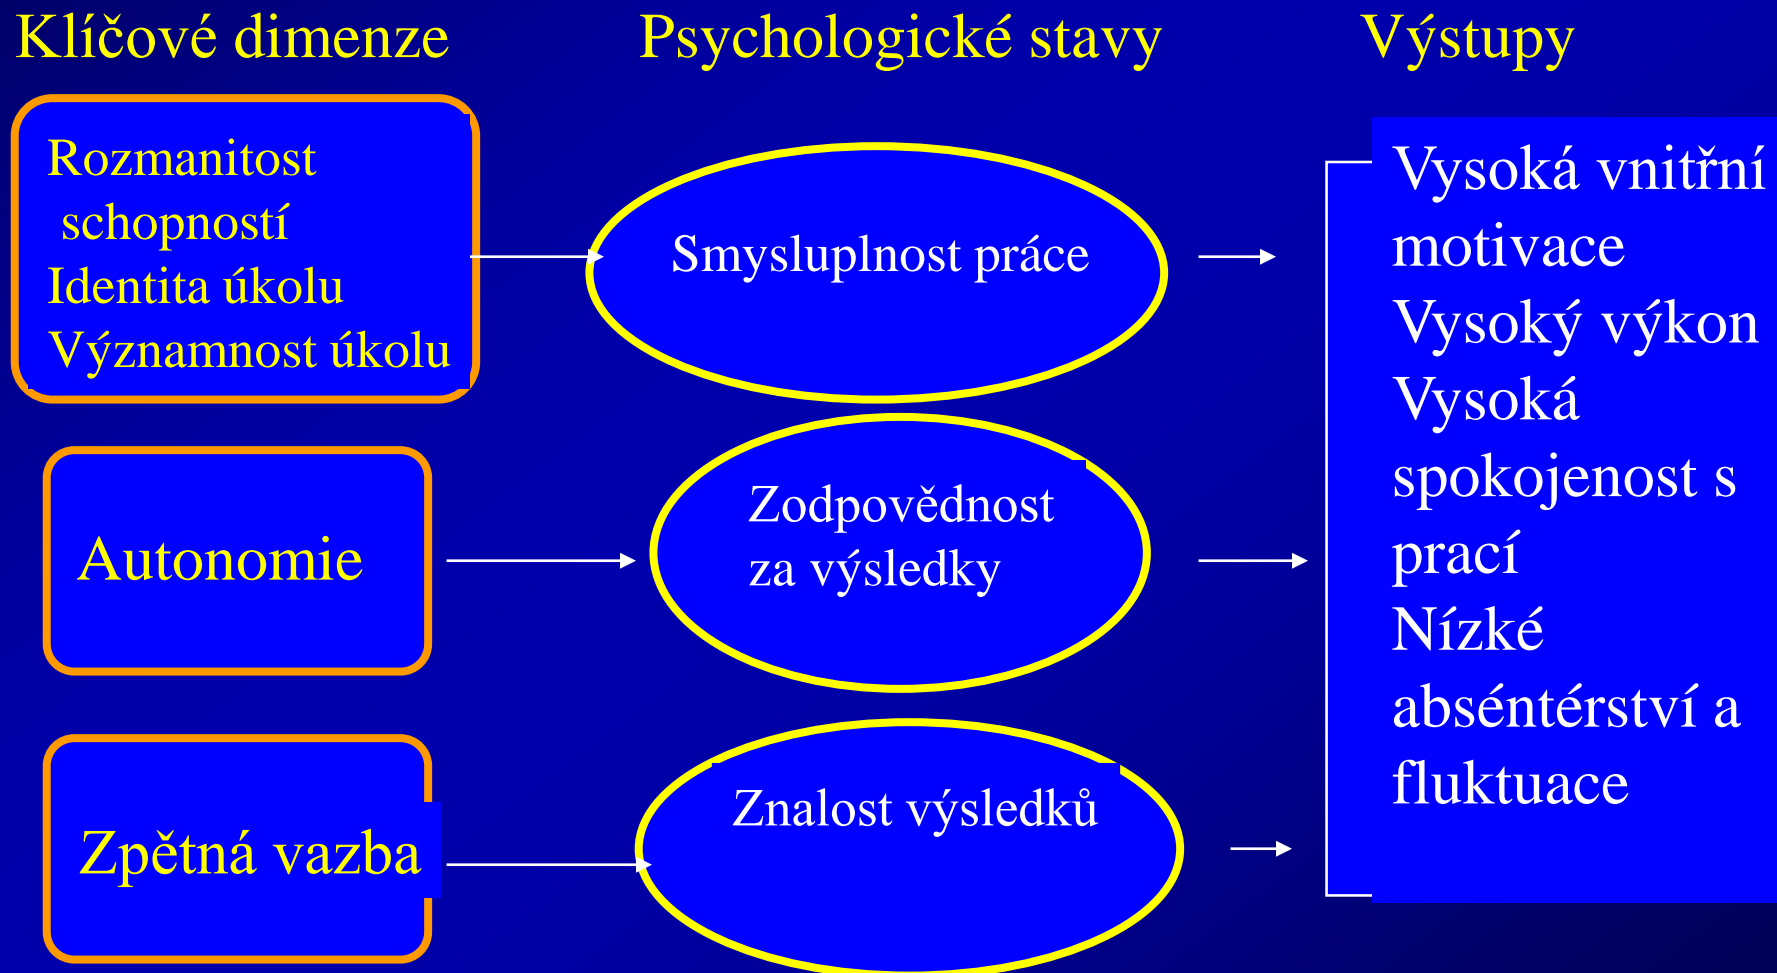 Klíčové dimenze
Psychologické stavy
Výstupy
Rozmanitost
schopností
Identita úkolu
Významnost úkolu
Smysluplnost práce
Autonomie
Zodpovědnost
za výsledky
Zpětná vazba
Znalost výsledků
Vysoká vnitřní
motivace
Vysoký výkon
Vysoká
spokojenost s
prací
Nízké
abséntérství a
fluktuace